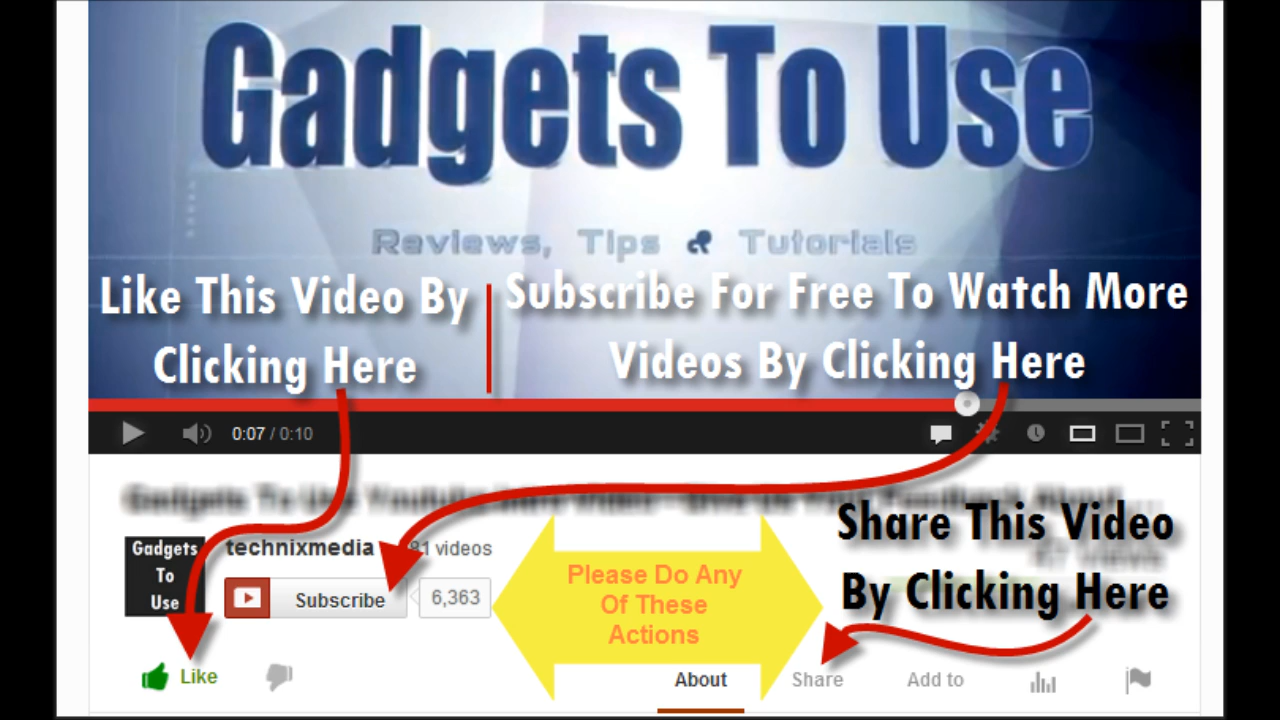 Gadgets To Use
Reviews, Tips & Tutorials
Like This Video By
Clicking Here
Subscribe For Free To Watch More
Videos By Clicking Here
0:07 / 0:10
Share This Video
By Clicking Here
Gadgets
To
Use
technixmedia
81 videos
Subscribe
6,363
Please Do Any
Of These
Actions
Like
About
Share
Add to